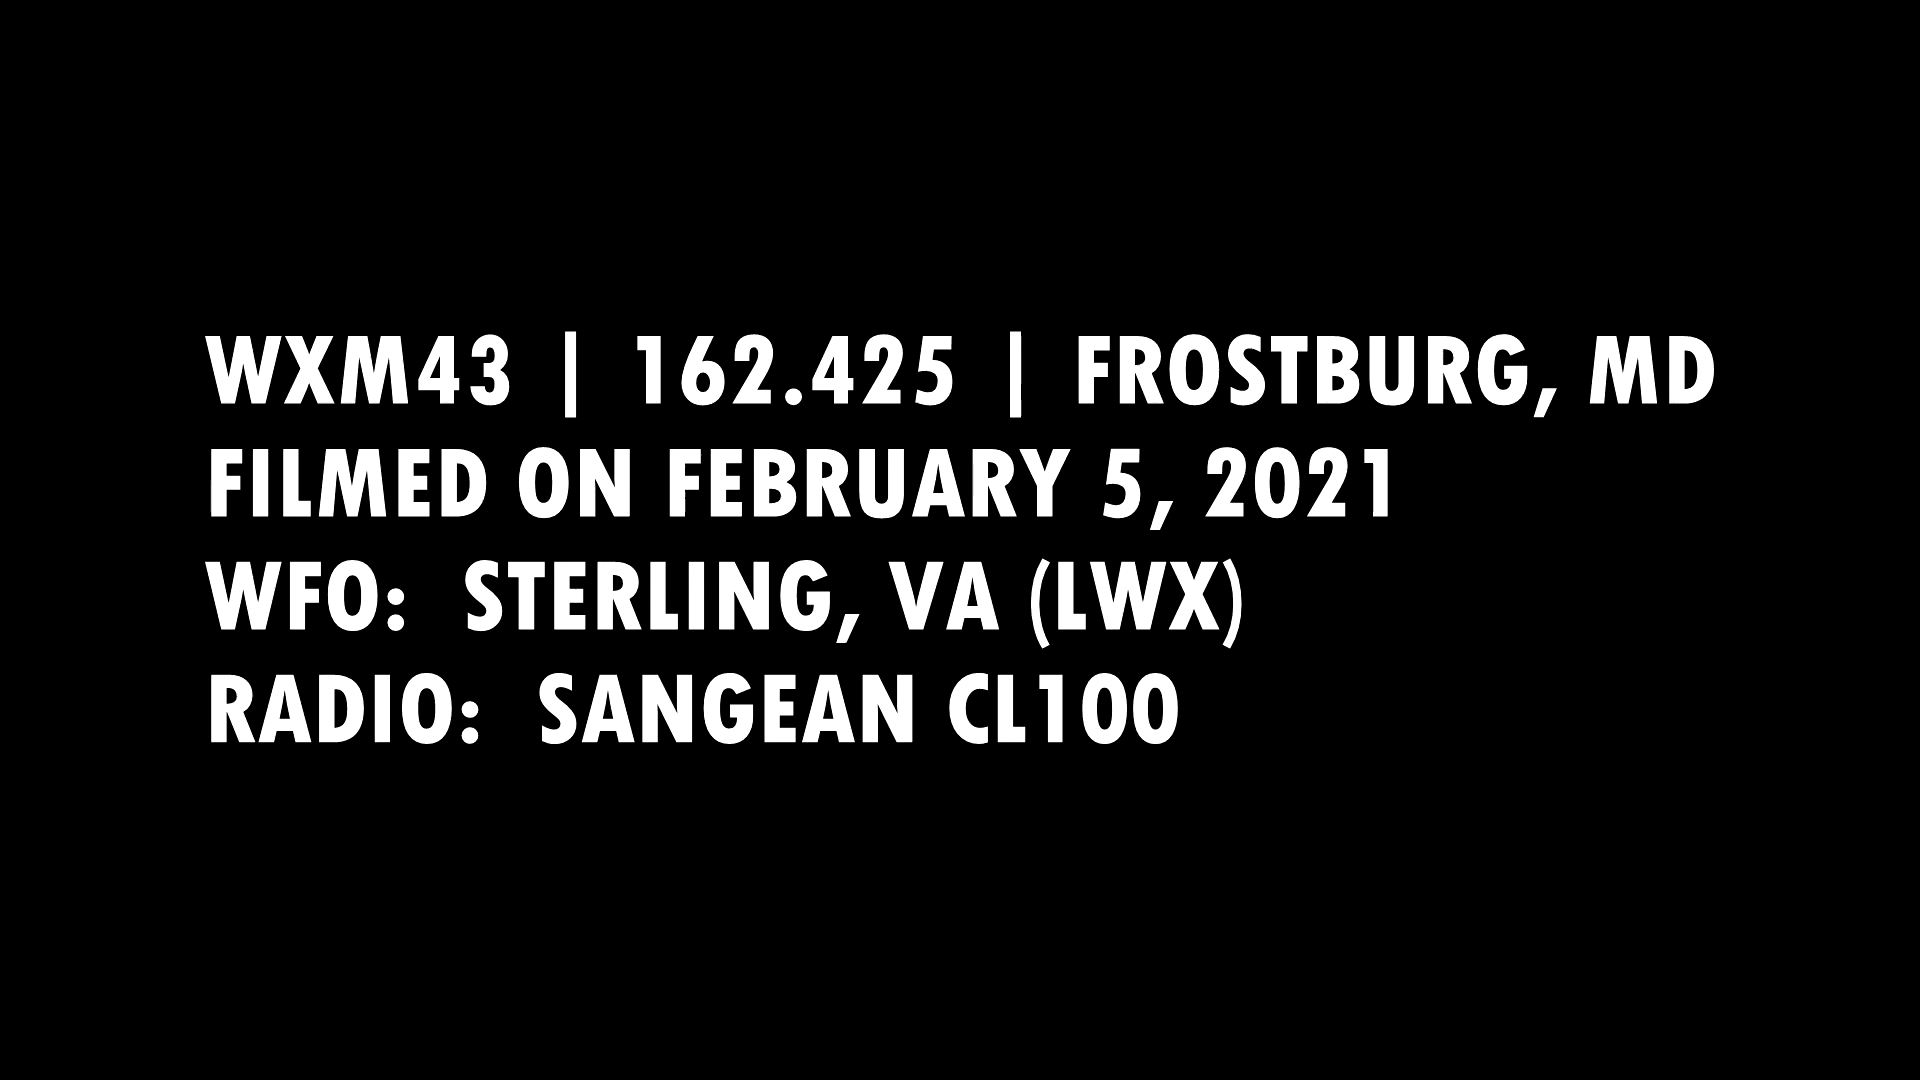 WXM43 | 162.425 | FROSTBURG, MD
FILMED ON FEBRUARY 5, 2021
WFO:  STERLING, VA (LWX)
RADIO:  SANGEAN CL100